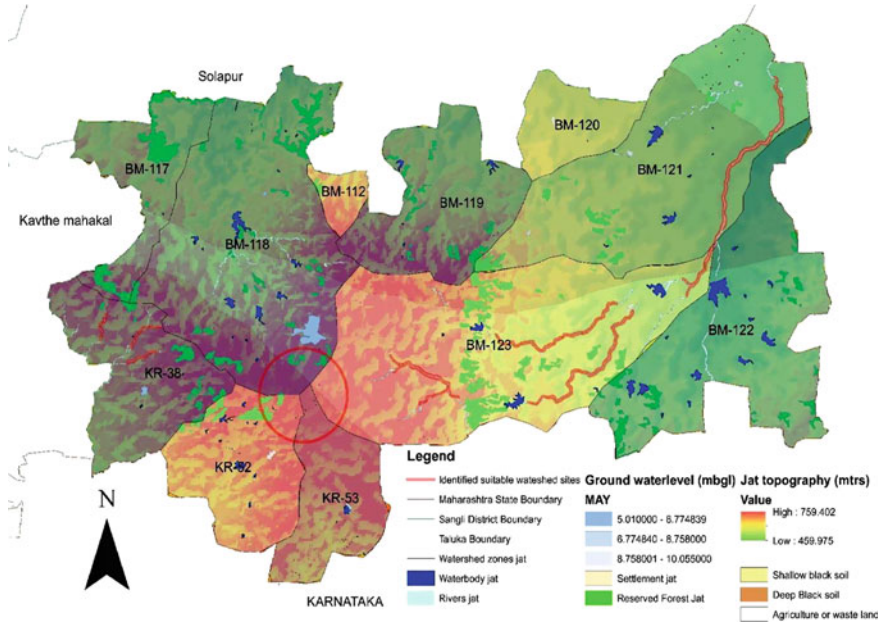 Solapur
BM-120
BM-117
BM-121
BM-112
BM-119
Kavthe mahakal
BM-118
BM-122
BM-123
KR-38
KR-52
KR-53
N
KARNATAKA
Legend
Identified suitable wateshed sites
Maharashtra State Boundary
Sangli District Boundary
Taluka Boundary
Watershed zones jat
Waterbody jat
Rivers jat
Ground waterlevel (mbgl)
MAY
5.010000 - 6.774839
6.774840 - 8.758000
8.758001 - 10.055000
Settlement jat
Reserved Forest Jat
Jat topography (mtrs)
Value
High : 759.402
Low : 459.975
Shallow black soil
Deep Black soil
Agriculture or waste land